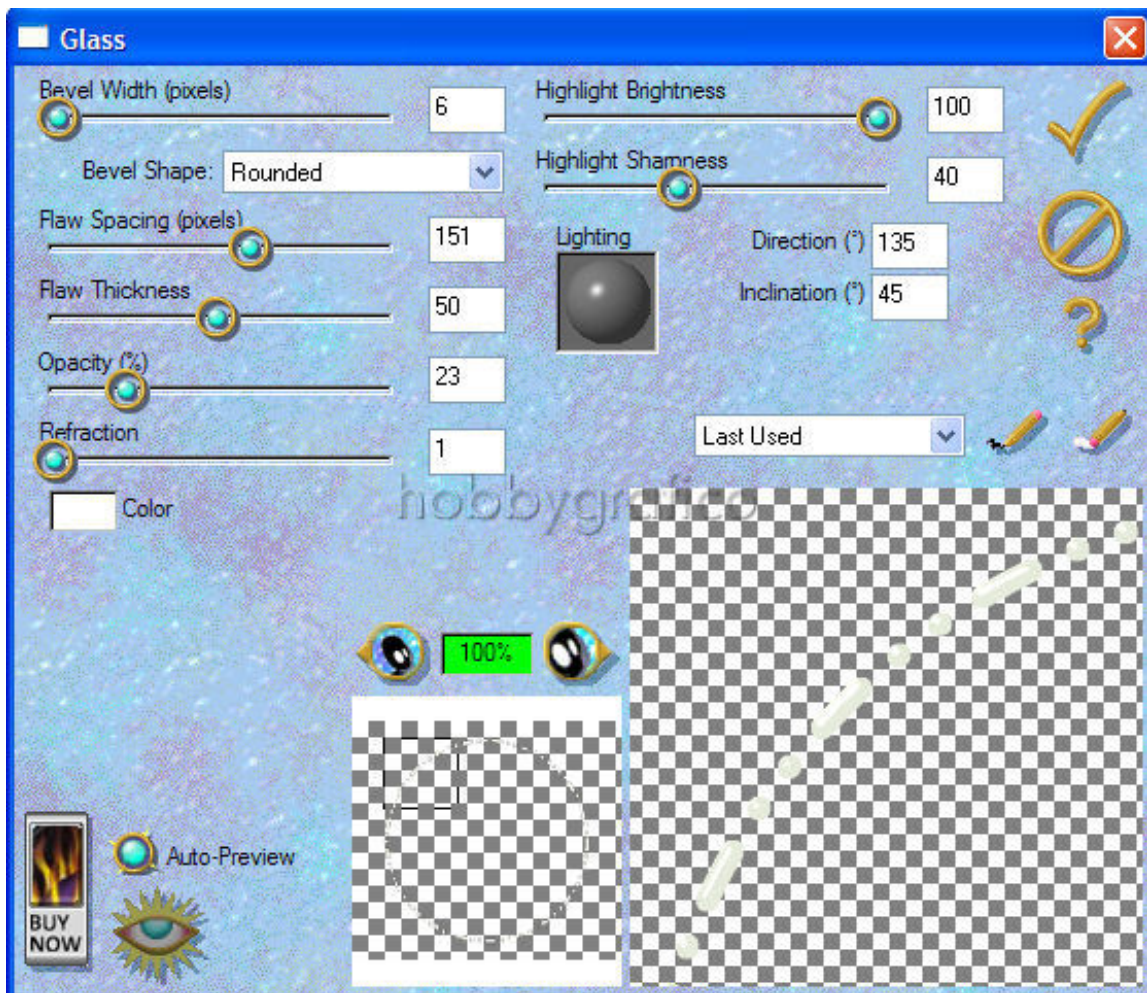 Glass
Bevel Width (pixels)
6
Bevel Shape: Rounded
Flaw Spacing (pixels)
151
Flaw Thickness
50
Opacity (%)
23
Refraction
1
Color
Highlight Brightness
100
Highlight Sharpness
40
Lighting
Direction (°) 135
Inclination (°) 45
Last Used
hobbygrafico
100%
Auto-Preview
BUY
NOW